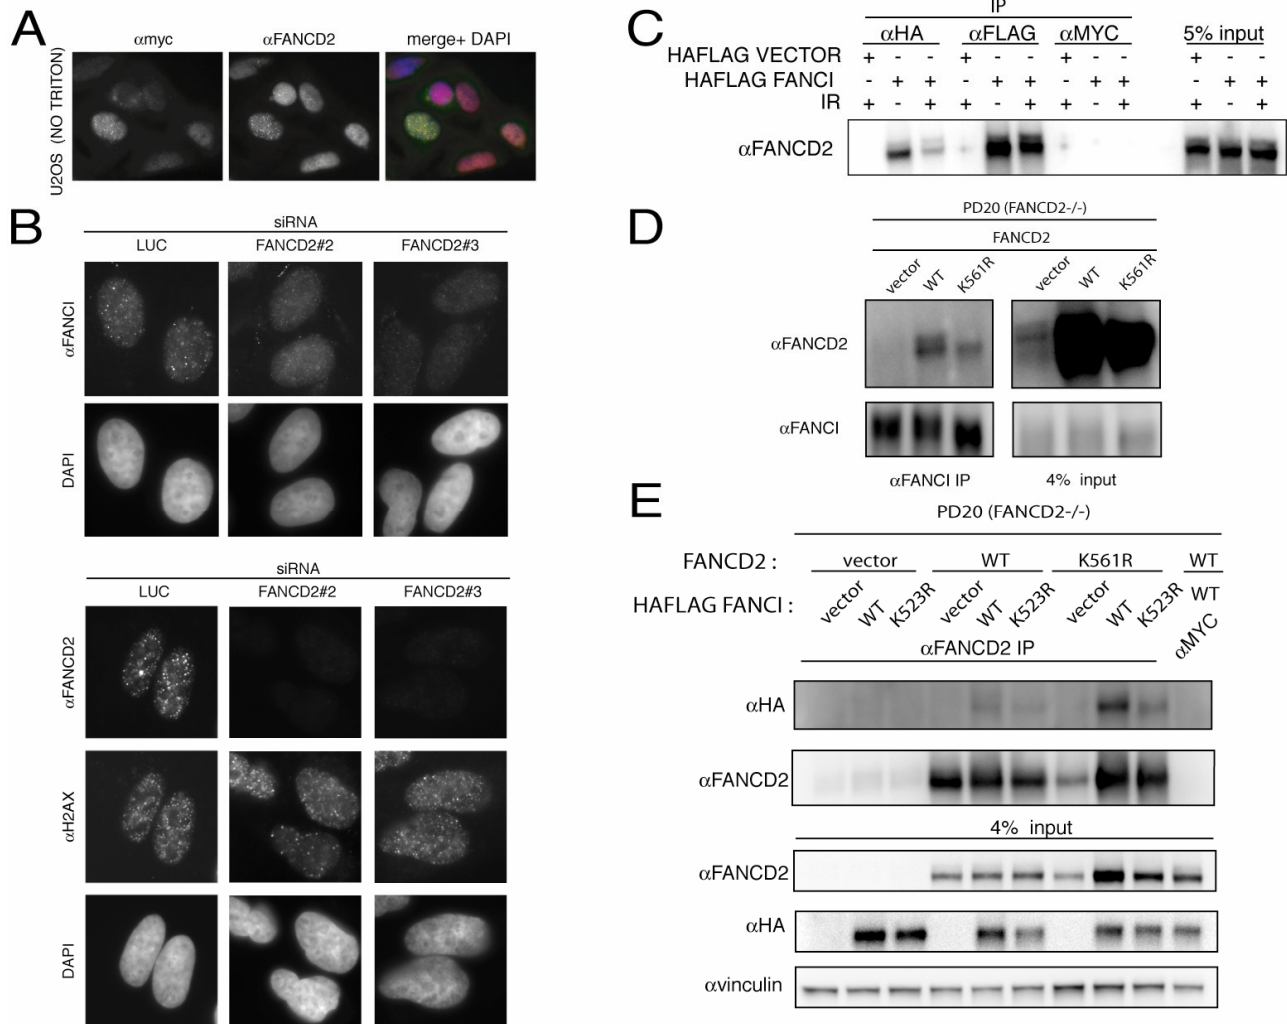 A
αmyc
αFANCD2
merge+ DAPI
U2OS (NO TRITON)
B
siRNA
LUC
FANCD2#2
FANCD2#3
αFANCI
DAPI
siRNA
LUC
FANCD2#2
FANCD2#3
αFANCD2
αH2AX
DAPI
C
IP
αHA
αFLAG
αMYC
5% input
HAFLAG VECTOR + - - + - - + - - + - -
HAFLAG FANCI - + + - + + - + + - + +
IR + - + + - + + - + + - +
αFANCD2
D
PD20 (FANCD2-/-)
FANCD2
vector WT K561R vector WT K561R
αFANCD2
αFANCI
αFANCI IP
4% input
E
PD20 (FANCD2-/-)
FANCD2 : vector WT K561R WT
HAFLAG FANCI : vector WT K523R vector WT K523R vector WT K523R WT
αFANCD2 IP αMYC
αHA
αFANCD2
4% input
αFANCD2
αHA
αvinculin